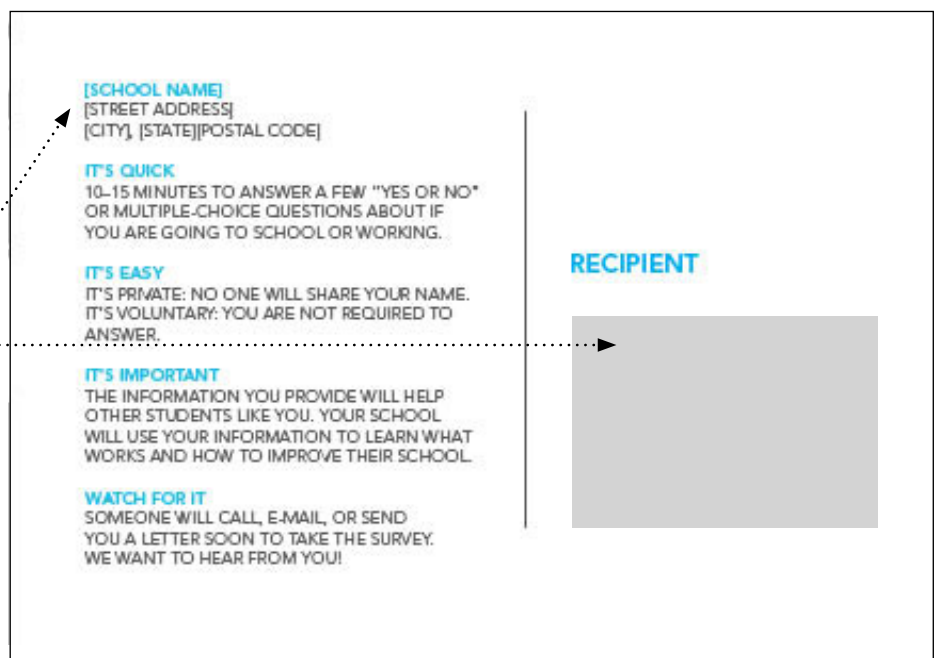 [SCHOOL NAME]
[STREET ADDRESS]
[CITY], [STATE][POSTAL CODE]
IT'S QUICK
10–15 MINUTES TO ANSWER A FEW "YES OR NO"
OR MULTIPLE-CHOICE QUESTIONS ABOUT IF
YOU ARE GOING TO SCHOOL OR WORKING.
IT'S EASY
IT'S PRIVATE: NO ONE WILL SHARE YOUR NAME.
IT'S VOLUNTARY: YOU ARE NOT REQUIRED TO
ANSWER.
IT'S IMPORTANT
THE INFORMATION YOU PROVIDE WILL HELP
OTHER STUDENTS LIKE YOU. YOUR SCHOOL
WILL USE YOUR INFORMATION TO LEARN WHAT
WORKS AND HOW TO IMPROVE THEIR SCHOOL.
WATCH FOR IT
SOMEONE WILL CALL, E-MAIL, OR SEND
YOU A LETTER SOON TO TAKE THE SURVEY.
WE WANT TO HEAR FROM YOU!
RECIPIENT